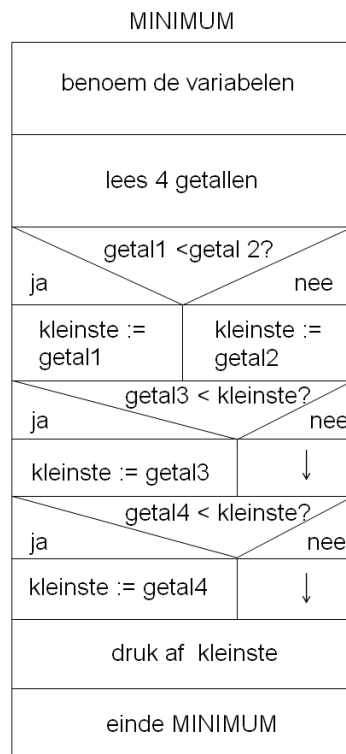 MINIMUM
benoem de variabelen
lees 4 getallen
getal1 <getal 2?
ja
nee
kleinste :=
getal1
kleinste :=
getal2
getal3 < kleinste?
ja
nee
kleinste := getal3
getal4 < kleinste?
ja
nee
kleinste := getal4
druk af kleinste
einde MINIMUM